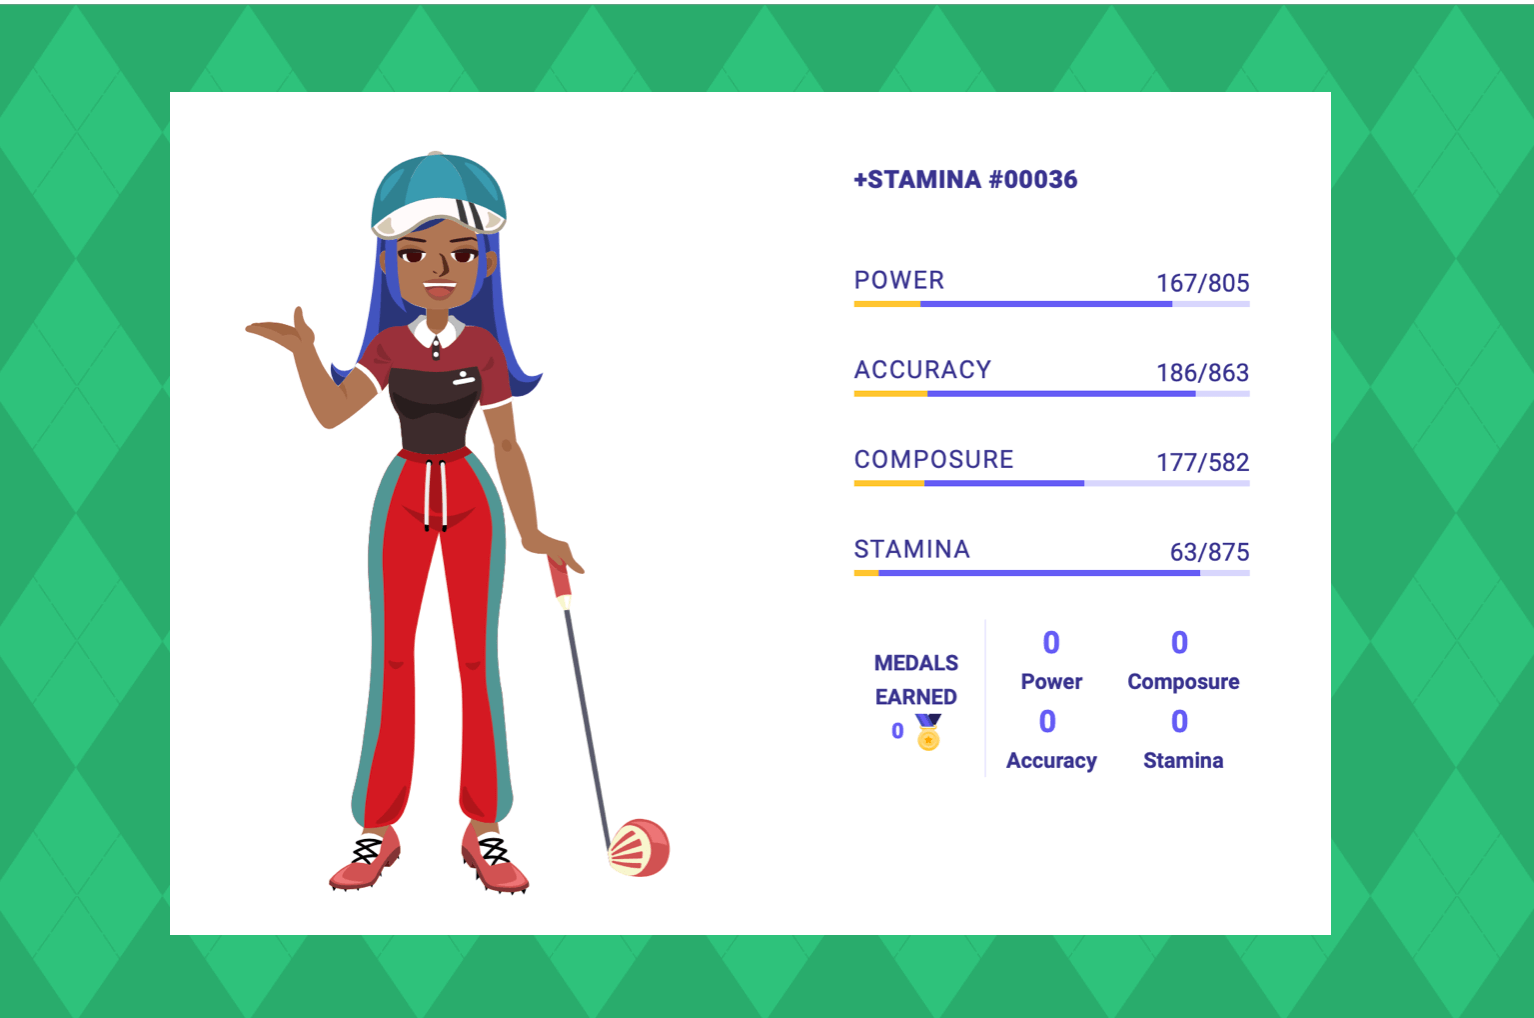 +STAMINA #00036
POWER 167/805
ACCURACY 186/863
COMPOSURE 177/582
STAMINA 63/875
MEDALS
EARNED
0
0 0
Power Composure
0 0
Accuracy Stamina